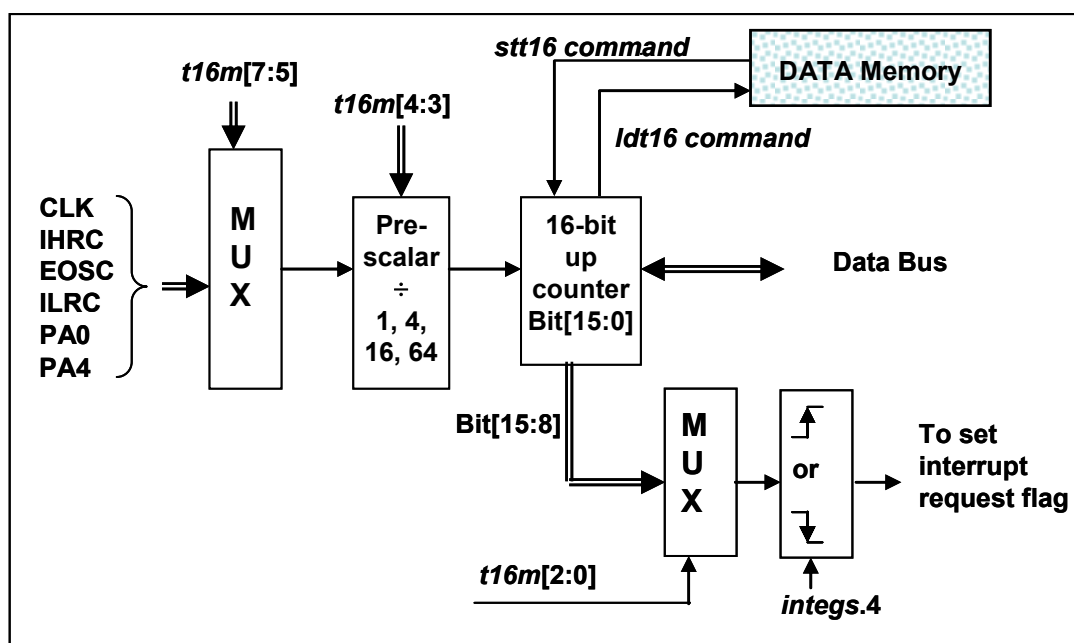 stt16 command
DATA Memory
t16m[7:5]
t16m[4:3]
ldt16 command
CLK
IHRC
EOSC
ILRC
PA0
PA4
M
U
X
Pre-
scalar
÷
1, 4,
16, 64
16-bit
up
counter
Bit[15:0]
Data Bus
Bit[15:8]
M
U
X
or
To set
interrupt
request flag
t16m[2:0]
integs.4